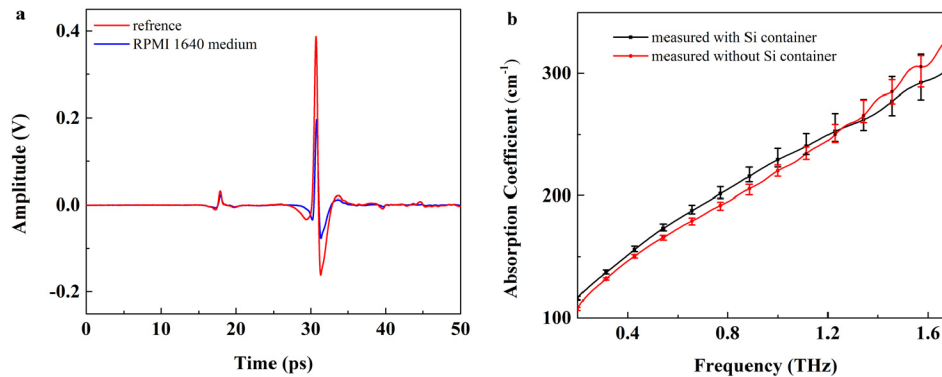 a
refrence
RPMI 1640 medium
Amplitude (V)
0.4
0.2
0.0
-0.2
0 10 20 30 40 50
Time (ps)
b
measured with Si container
measured without Si container
Absorption Coefficient (cm⁻¹)
300
200
100
0.4 0.8 1.2 1.6
Frequency (THz)